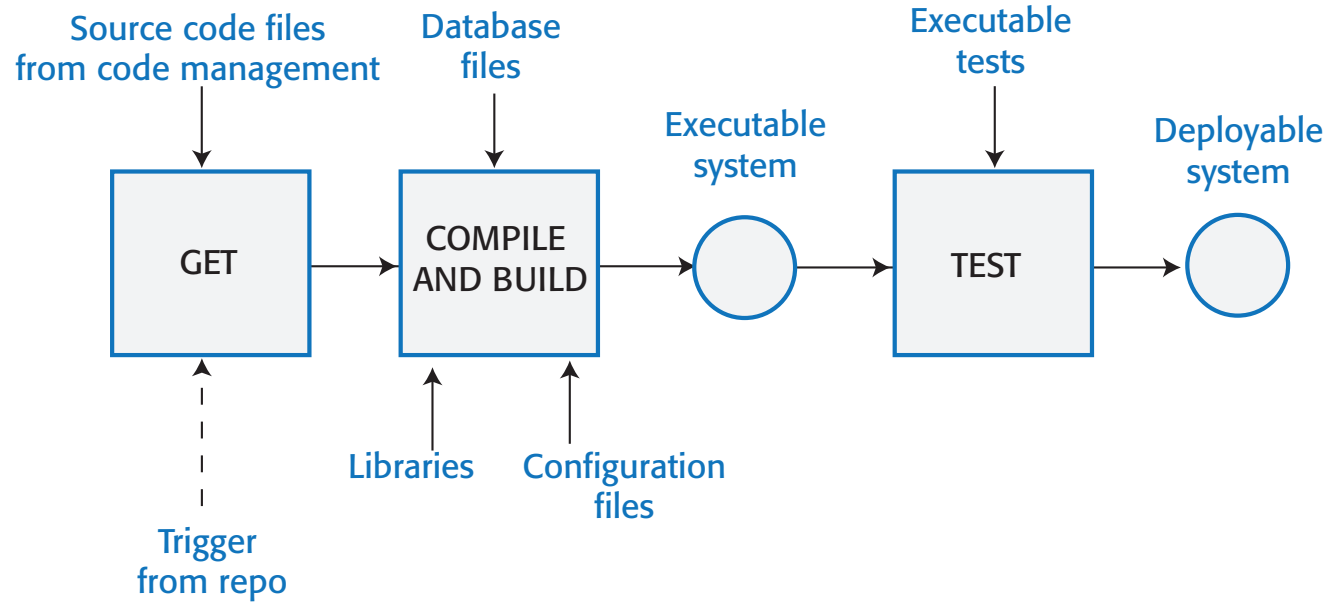 Source code files
from code management
Database
files
Executable
tests
Executable
system
Deployable
system
GET
COMPILE
AND BUILD
TEST
Libraries
Configuration
files
Trigger
from repo